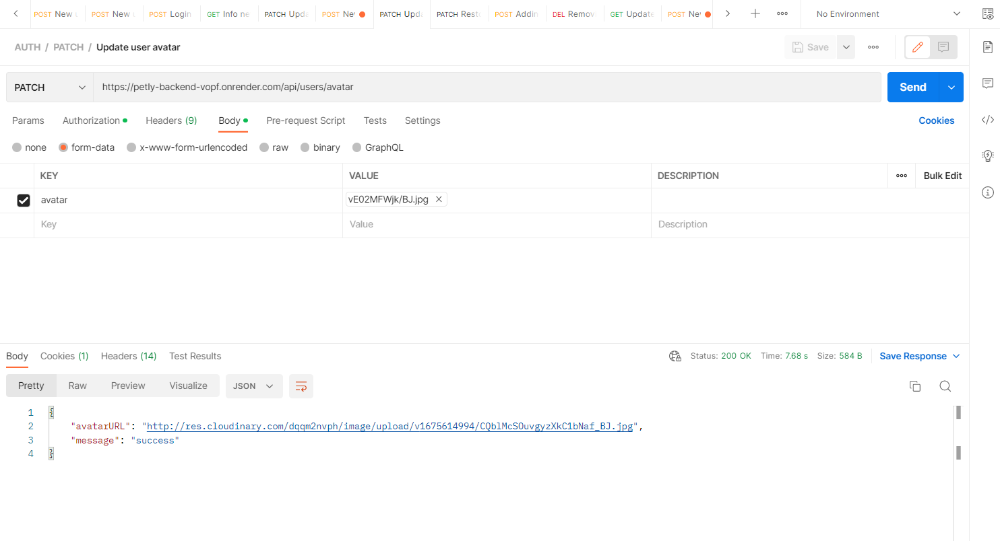 POST New POST New POST Login GET Info ne PATCH Upda POST Ne PATCH Upda PATCH Resto POST Addin DEL Remov GET Update POST Ne No Environment
AUTH / PATCH / Update user avatar Save
PATCH https://petly-backend-vopf.onrender.com/api/users/avatar Send
Params Authorization Headers (9) Body Pre-request Script Tests Settings Cookies
none form-data x-www-form-urlencoded raw binary GraphQL
KEY VALUE DESCRIPTION Bulk Edit
avatar vE02MFWjk/BJ.jpg
Key Value Description
Body Cookies (1) Headers (14) Test Results Status: 200 OK Time: 7.68 s Size: 584 B Save Response
Pretty Raw Preview Visualize JSON
1 {
2 "avatarURL": "http://res.cloudinary.com/dqqm2nvph/image/upload/v1675614994/CQblMcSOuvgyzXkC1bNaf_BJ.jpg",
3 "message": "success"
4 }